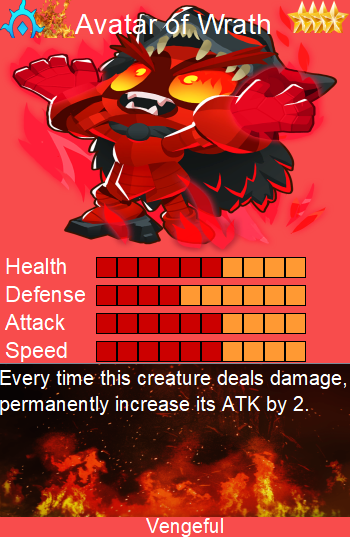 Avatar of Wrath
Health
Defense
Attack
Speed
Every time this creature deals damage,
permanently increase its ATK by 2.
Vengeful